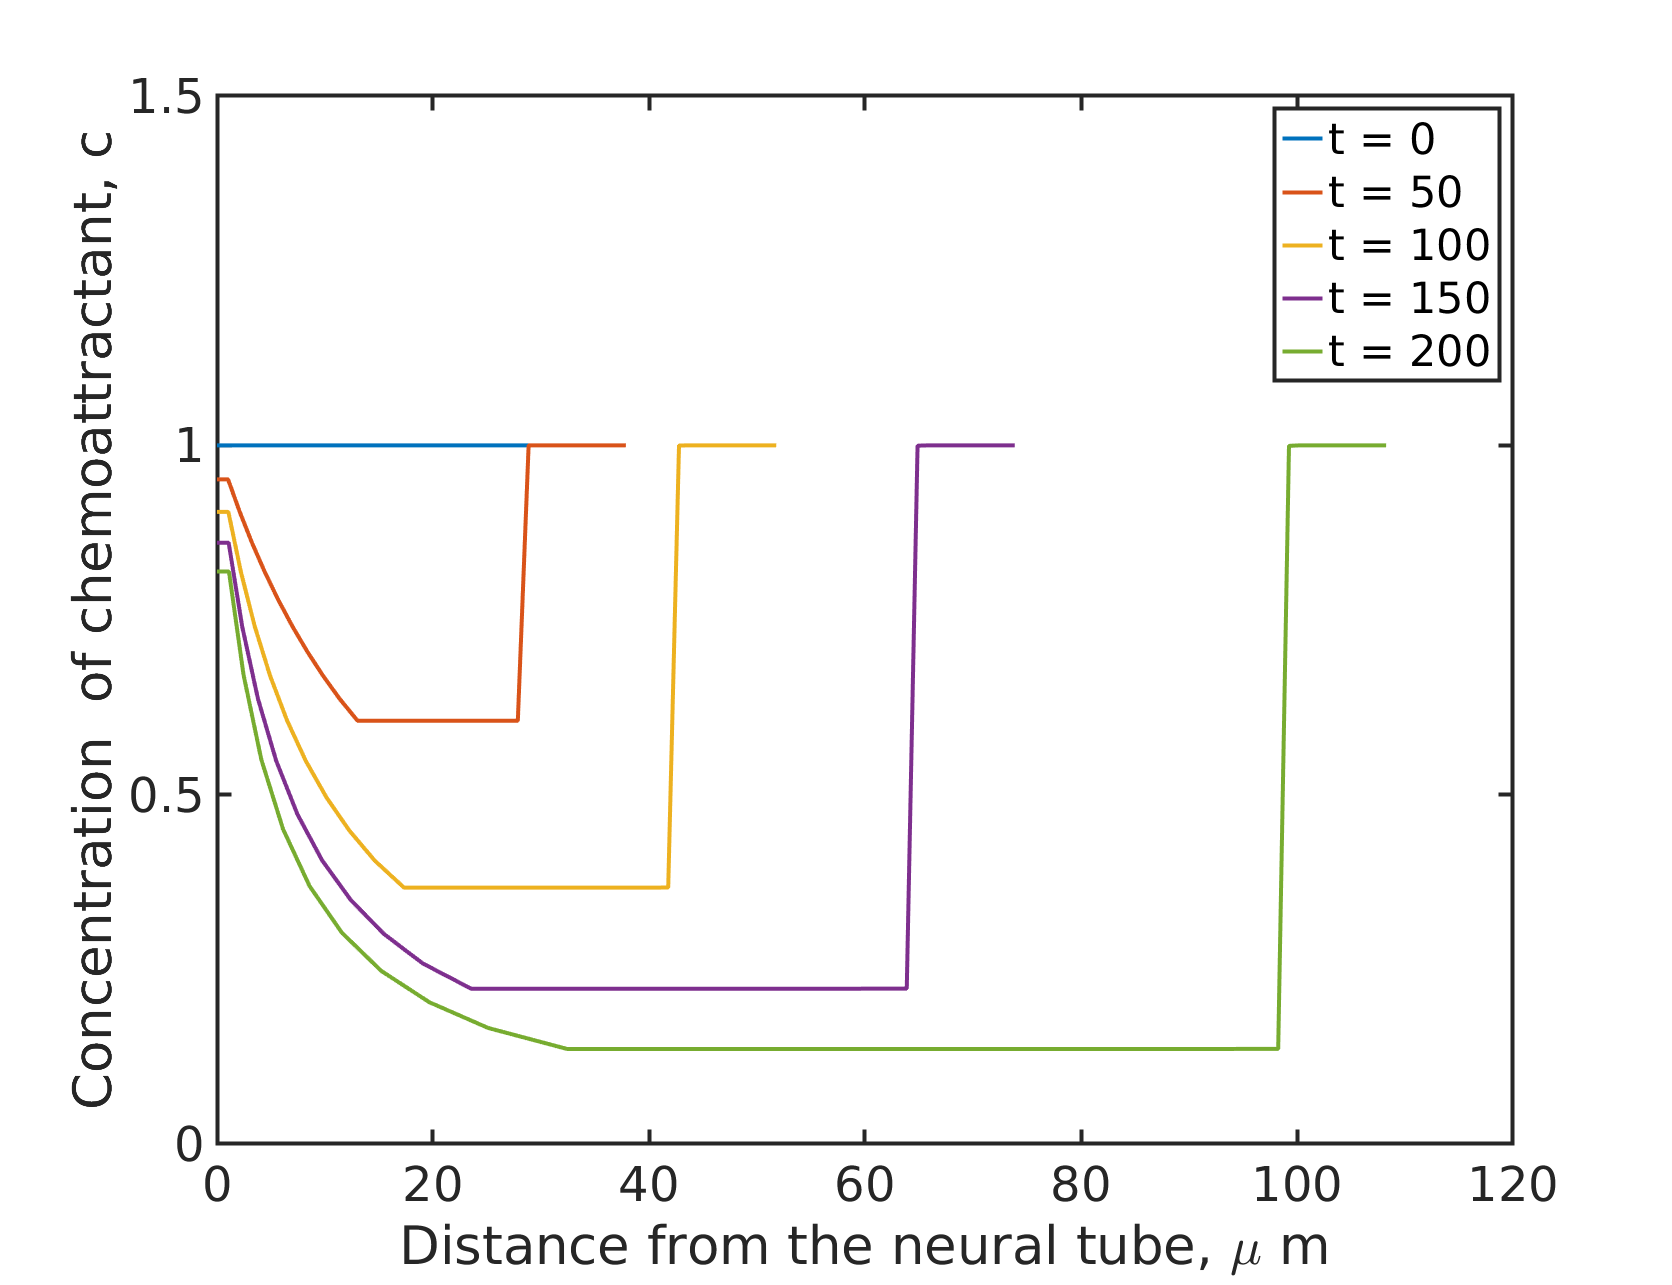 1.5
1
0.5
0
0 20 40 60 80 100 120
Concentration of chemoattractant, c
Distance from the neural tube, μ m
t = 0
t = 50
t = 100
t = 150
t = 200